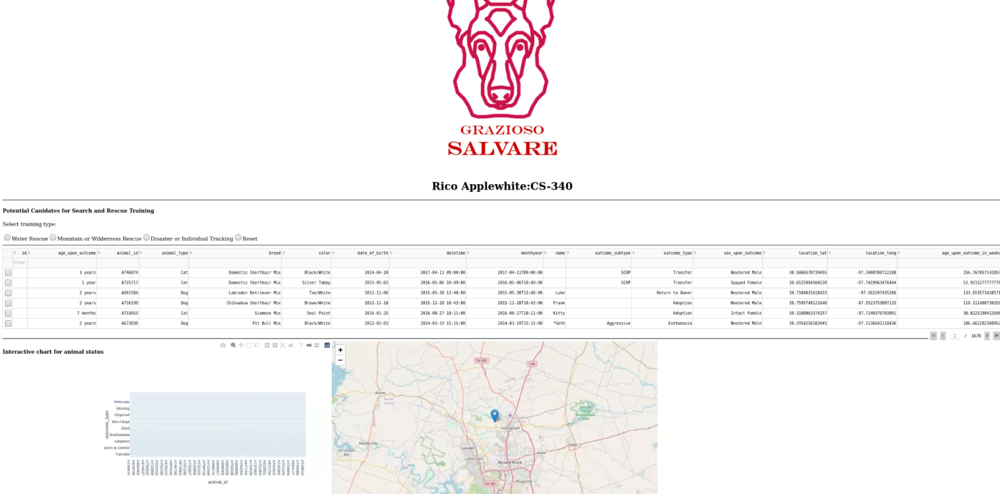 GRAZIOSO
SALVARE
Rico Applewhite:CS-340
Potential Canidates for Search and Rescue Training
Select training type:
Water Rescue Mountain or Wilderness Rescue Disaster or Individual Tracking Reset
id age_upon_outcome animal_id animal_type breed color date_of_birth datetime monthyear name outcome_subtype outcome_type sex_upon_outcome location_lat location_long age_upon_outcome_in_weeks
filter
3 years A746874 Cat Domestic Shorthair Mix Black/White 2014-04-10 2017-04-11 09:00:00 2017-04-11T09:00:00 SCRP Transfer Neutered Male 30.5066578739455 -97.3408780722188 156.767857142857
1 year A725717 Cat Silver Tabby Domestic Shorthair Mix 2015-05-02 2016-05-06 10:49:00 2016-05-06T10:49:00 SCRP Transfer Spayed Female 30.6525984560228 -97.7419963476444 52.9215277777778
2 years A691584 Dog Labrador Retriever Mix Tan/White 2012-11-06 2015-05-30 13:48:00 2015-05-30T13:48:00 Luke Return to Owner Neutered Male 30.7104815618433 -97.562297435286 133.653571428571
2 years A716330 Dog Chihuahua Shorthair Mix Brown/White 2013-11-18 2015-12-28 18:43:00 2015-12-28T18:43:00 Frank Adoption Neutered Male 30.7595748121648 -97.5523753807133 110.111408730159
7 months A733653 Cat Siamese Mix Seal Point 2016-01-25 2016-08-27 18:11:00 2016-08-27T18:11:00 Kitty Adoption Intact Female 30.3188063374257 -97.7240376703891 30.8225198412698
2 years A673830 Dog Pit Bull Mix Black/White 2012-03-03 2014-03-19 15:15:00 2014-03-19T15:15:00 *Seth Aggressive Euthanasia Neutered Male 30.2954256583441 -97.3136642110436 106.662202380952
1 / 1678
Interactive chart for animal status
+
−
Relocate
Missing
Disposal
Rto-Adopt
Died
Euthanasia
Adoption
eturn to Owner
Transfer
outcome_type
animal_id
Burnet
Burnet County
Marble Falls
Horseshoe Bay
Georgetown
Leander
Cedar Park
Round Rock
Hutto
Taylor
Pflugerville
TX 195
I 35
US 183